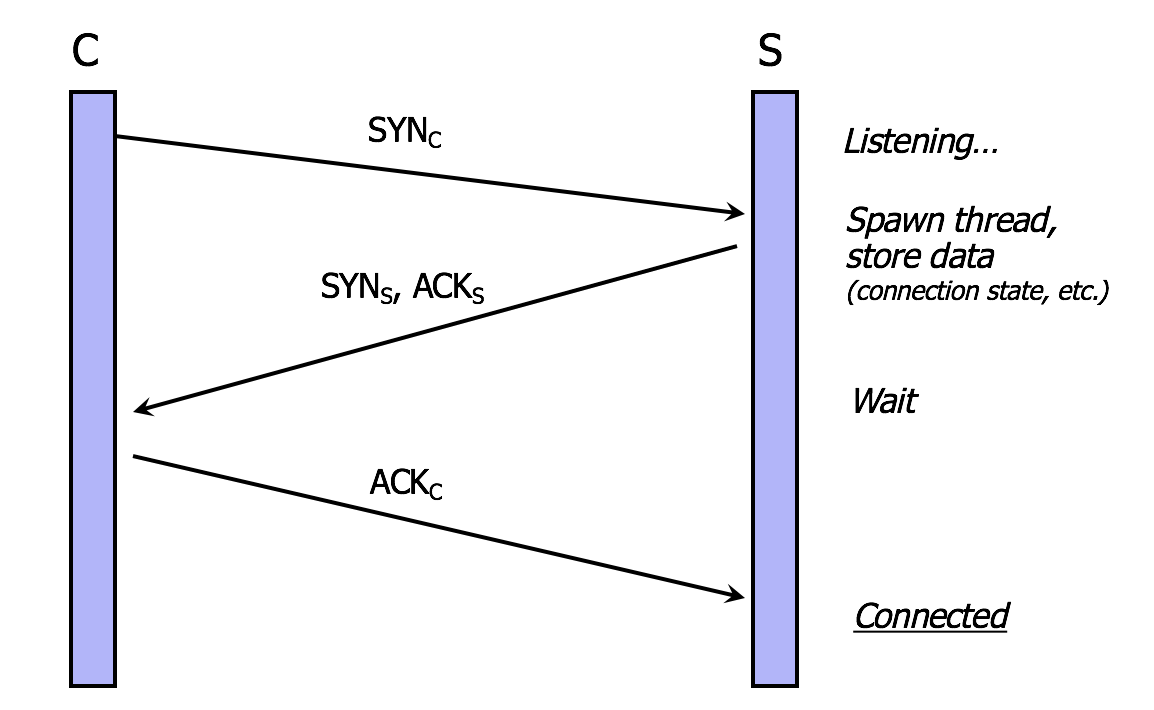 C
S
SYNC
Listening...
Spawn thread,
store data
(connection state, etc.)
SYNS, ACKS
Wait
ACKC
Connected